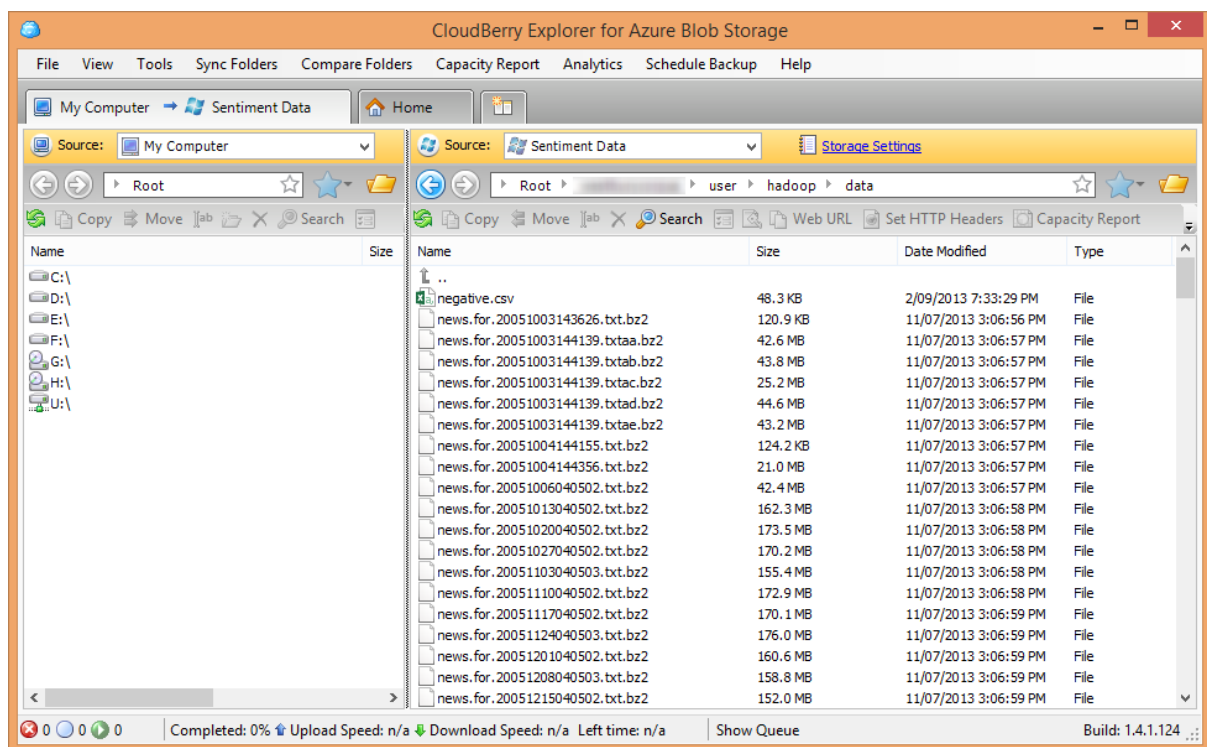 CloudBerry Explorer for Azure Blob Storage
File View Tools Sync Folders Compare Folders Capacity Report Analytics Schedule Backup Help
My Computer Sentiment Data Home
Source: My Computer Source: Sentiment Data Storage Settings
Root Root user hadoop data
Copy Move Search Copy Move Search Web URL Set HTTP Headers Capacity Report
Name Size Name Size Date Modified Type
C:\ ..
D:\ negative.csv 48.3 KB 2/09/2013 7:33:29 PM File
E:\ news.for.20051003143626.txt.bz2 120.9 KB 11/07/2013 3:06:56 PM File
F:\ news.for.20051003144139.txtaa.bz2 42.6 MB 11/07/2013 3:06:57 PM File
G:\ news.for.20051003144139.txtab.bz2 43.8 MB 11/07/2013 3:06:57 PM File
H:\ news.for.20051003144139.txtac.bz2 25.2 MB 11/07/2013 3:06:57 PM File
U:\ news.for.20051003144139.txtad.bz2 44.6 MB 11/07/2013 3:06:57 PM File
news.for.20051003144139.txtae.bz2 43.2 MB 11/07/2013 3:06:57 PM File
news.for.20051004144155.txt.bz2 124.2 KB 11/07/2013 3:06:57 PM File
news.for.20051004144356.txt.bz2 21.0 MB 11/07/2013 3:06:57 PM File
news.for.20051006040502.txt.bz2 42.4 MB 11/07/2013 3:06:57 PM File
news.for.20051013040502.txt.bz2 162.3 MB 11/07/2013 3:06:58 PM File
news.for.20051020040502.txt.bz2 173.5 MB 11/07/2013 3:06:58 PM File
news.for.20051027040502.txt.bz2 170.2 MB 11/07/2013 3:06:58 PM File
news.for.20051103040503.txt.bz2 155.4 MB 11/07/2013 3:06:58 PM File
news.for.20051110040502.txt.bz2 172.9 MB 11/07/2013 3:06:58 PM File
news.for.20051117040502.txt.bz2 170.1 MB 11/07/2013 3:06:59 PM File
news.for.20051124040503.txt.bz2 176.0 MB 11/07/2013 3:06:59 PM File
news.for.20051201040502.txt.bz2 160.6 MB 11/07/2013 3:06:59 PM File
news.for.20051208040503.txt.bz2 158.8 MB 11/07/2013 3:06:59 PM File
news.for.20051215040502.txt.bz2 152.0 MB 11/07/2013 3:06:59 PM File
0 0 0 Completed: 0% Upload Speed: n/a Download Speed: n/a Left time: n/a Show Queue Build: 1.4.1.124